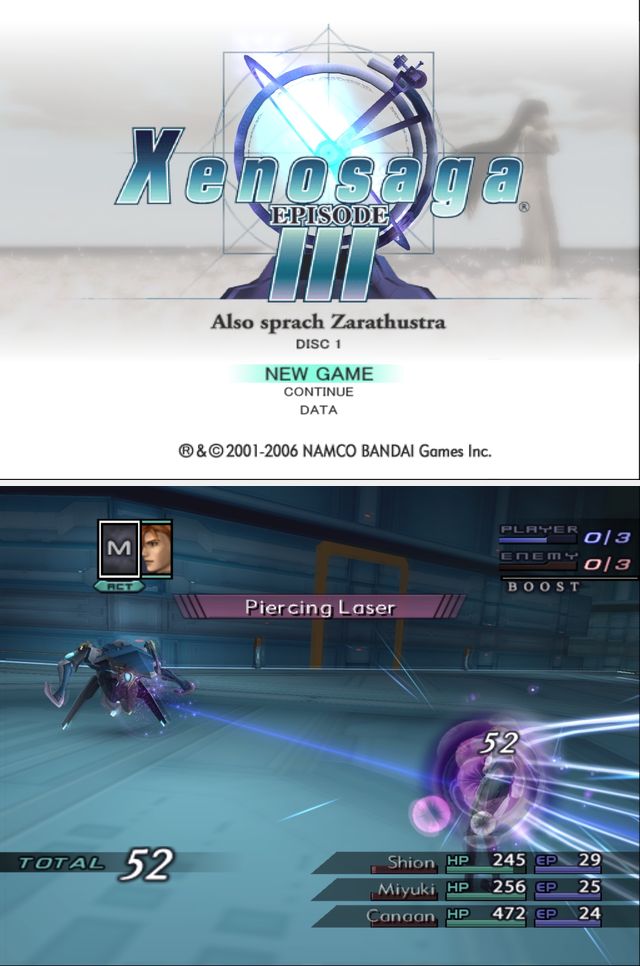 Xenosaga®
EPISODE
III
Also sprach Zarathustra
DISC 1
NEW GAME
CONTINUE
DATA
®&©2001-2006 NAMCO BANDAI Games Inc.
M
ACT
PLAYER 0/3
ENEMY 0/3
BOOST
Piercing Laser
52
TOTAL 52
Shion HP 245 EP 29
Miyuki HP 256 EP 25
Canaan HP 472 EP 24